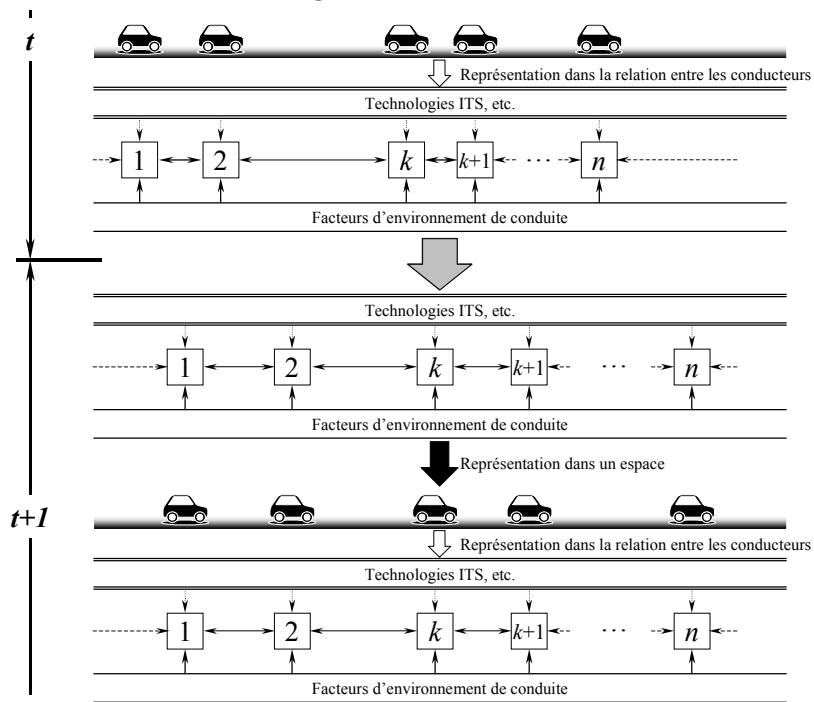 t
Représentation dans la relation entre les conducteurs
Technologies ITS, etc.
1 2 k k+1 ... n
Facteurs d'environnement de conduite
Technologies ITS, etc.
1 2 k k+1 ... n
Facteurs d'environnement de conduite
Représentation dans un espace
t+1
Représentation dans la relation entre les conducteurs
Technologies ITS, etc.
1 2 k k+1 ... n
Facteurs d'environnement de conduite